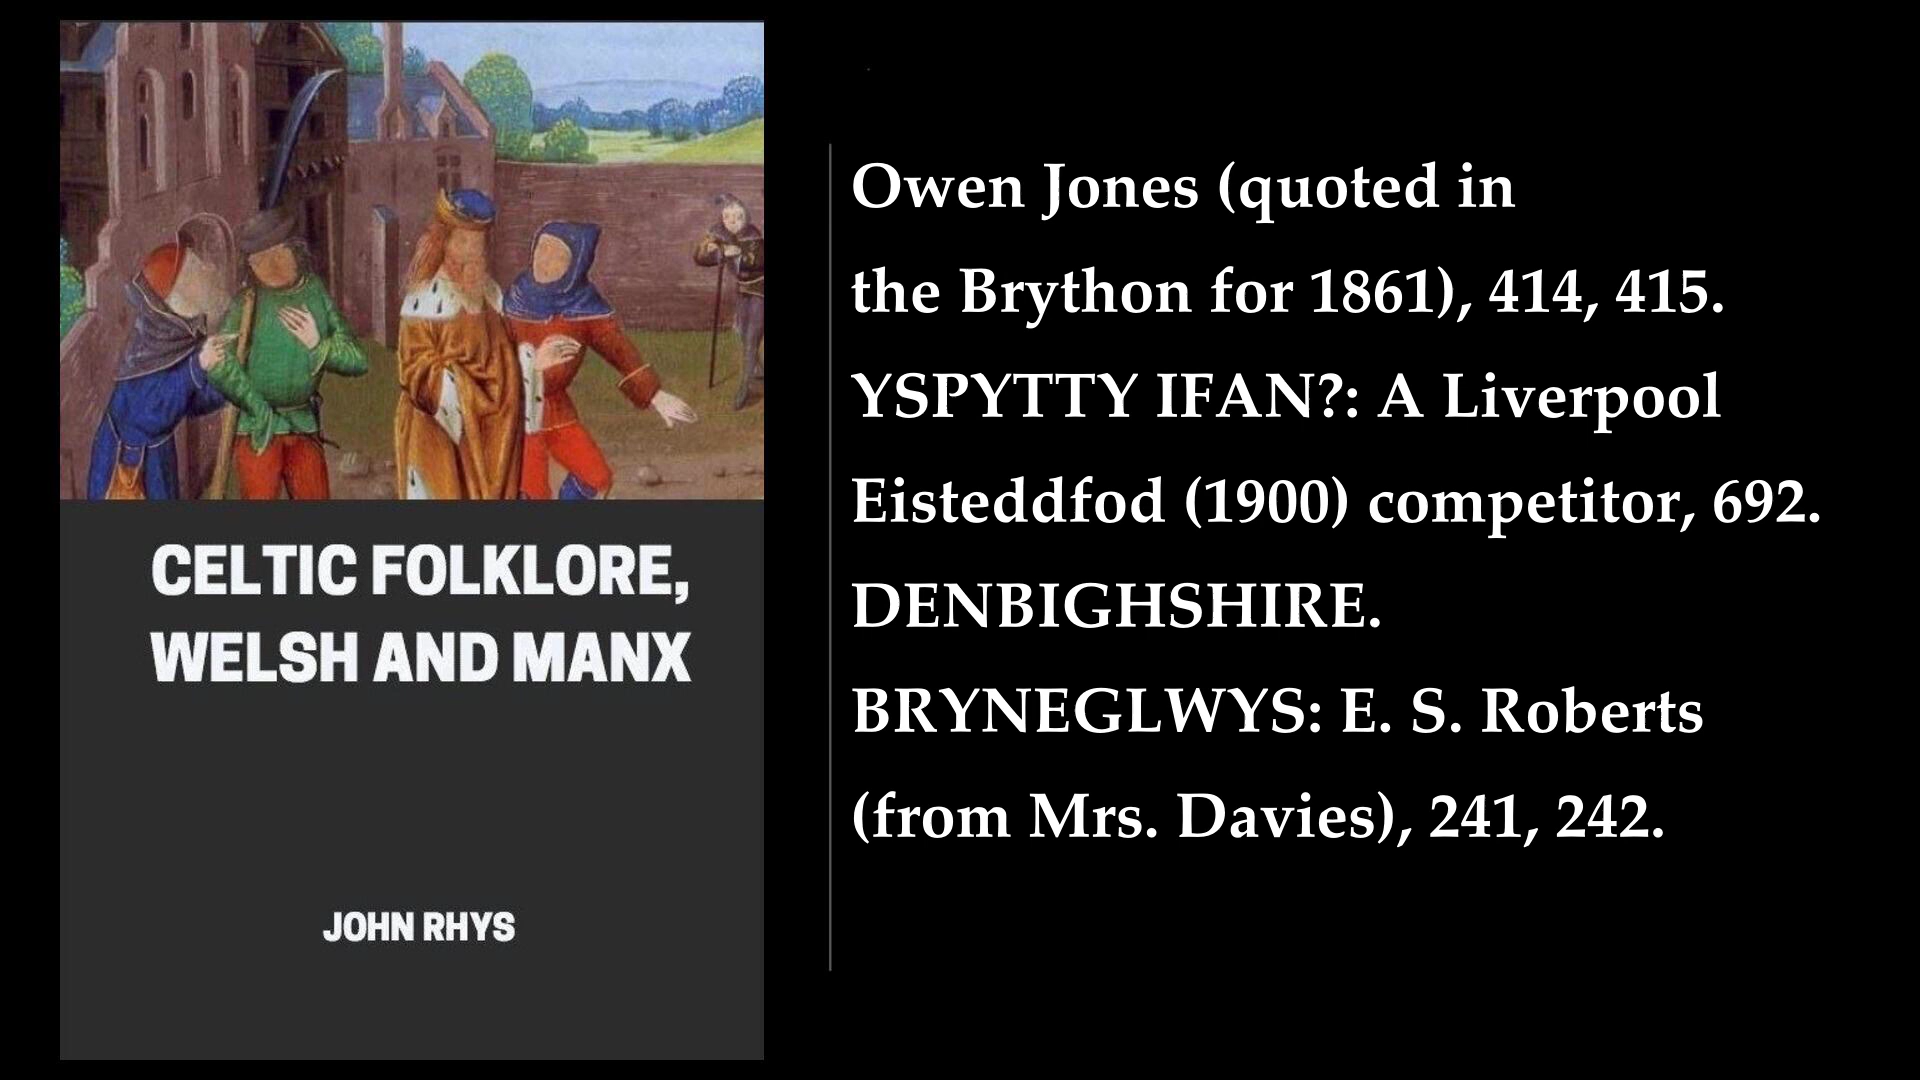 CELTIC FOLKLORE,
WELSH AND MANX
JOHN RHYS
Owen Jones (quoted in
the Brython for 1861), 414, 415.
YSPYTTY IFAN?: A Liverpool
Eisteddfod (1900) competitor, 692.
DENBIGHSHIRE.
BRYNEGLWYS: E. S. Roberts
(from Mrs. Davies), 241, 242.